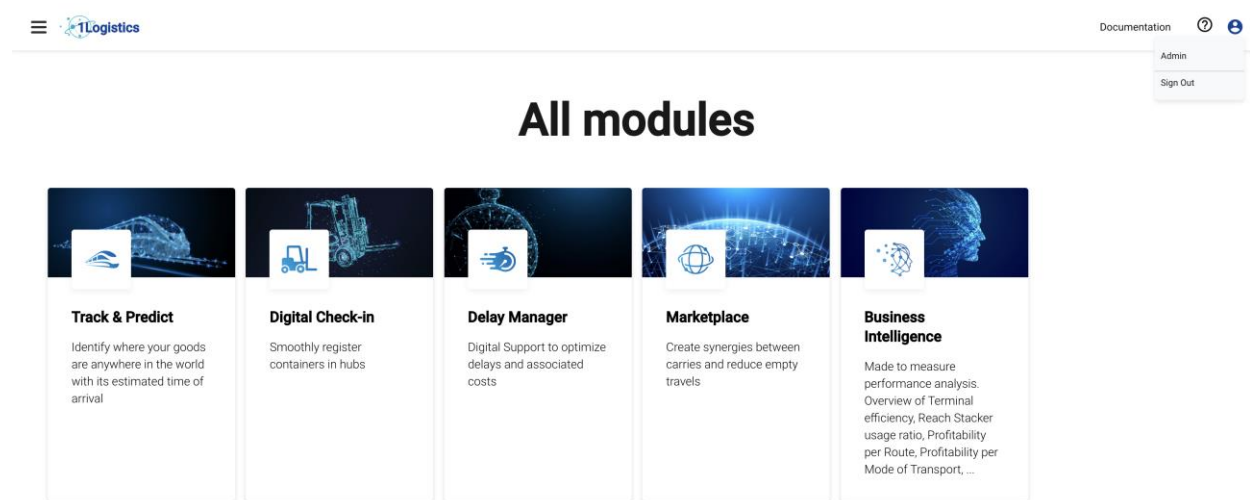 1Logistics
Documentation
Admin
Sign Out
All modules
Track & Predict
Identify where your goods
are anywhere in the world
with its estimated time of
arrival
Digital Check-in
Smoothly register
containers in hubs
Delay Manager
Digital Support to optimize
delays and associated
costs
Marketplace
Create synergies between
carries and reduce empty
travels
Business
Intelligence
Made to measure
performance analysis.
Overview of Terminal
efficiency, Reach Stacker
usage ratio, Profitability
per Route, Profitability per
Mode of Transport, ...